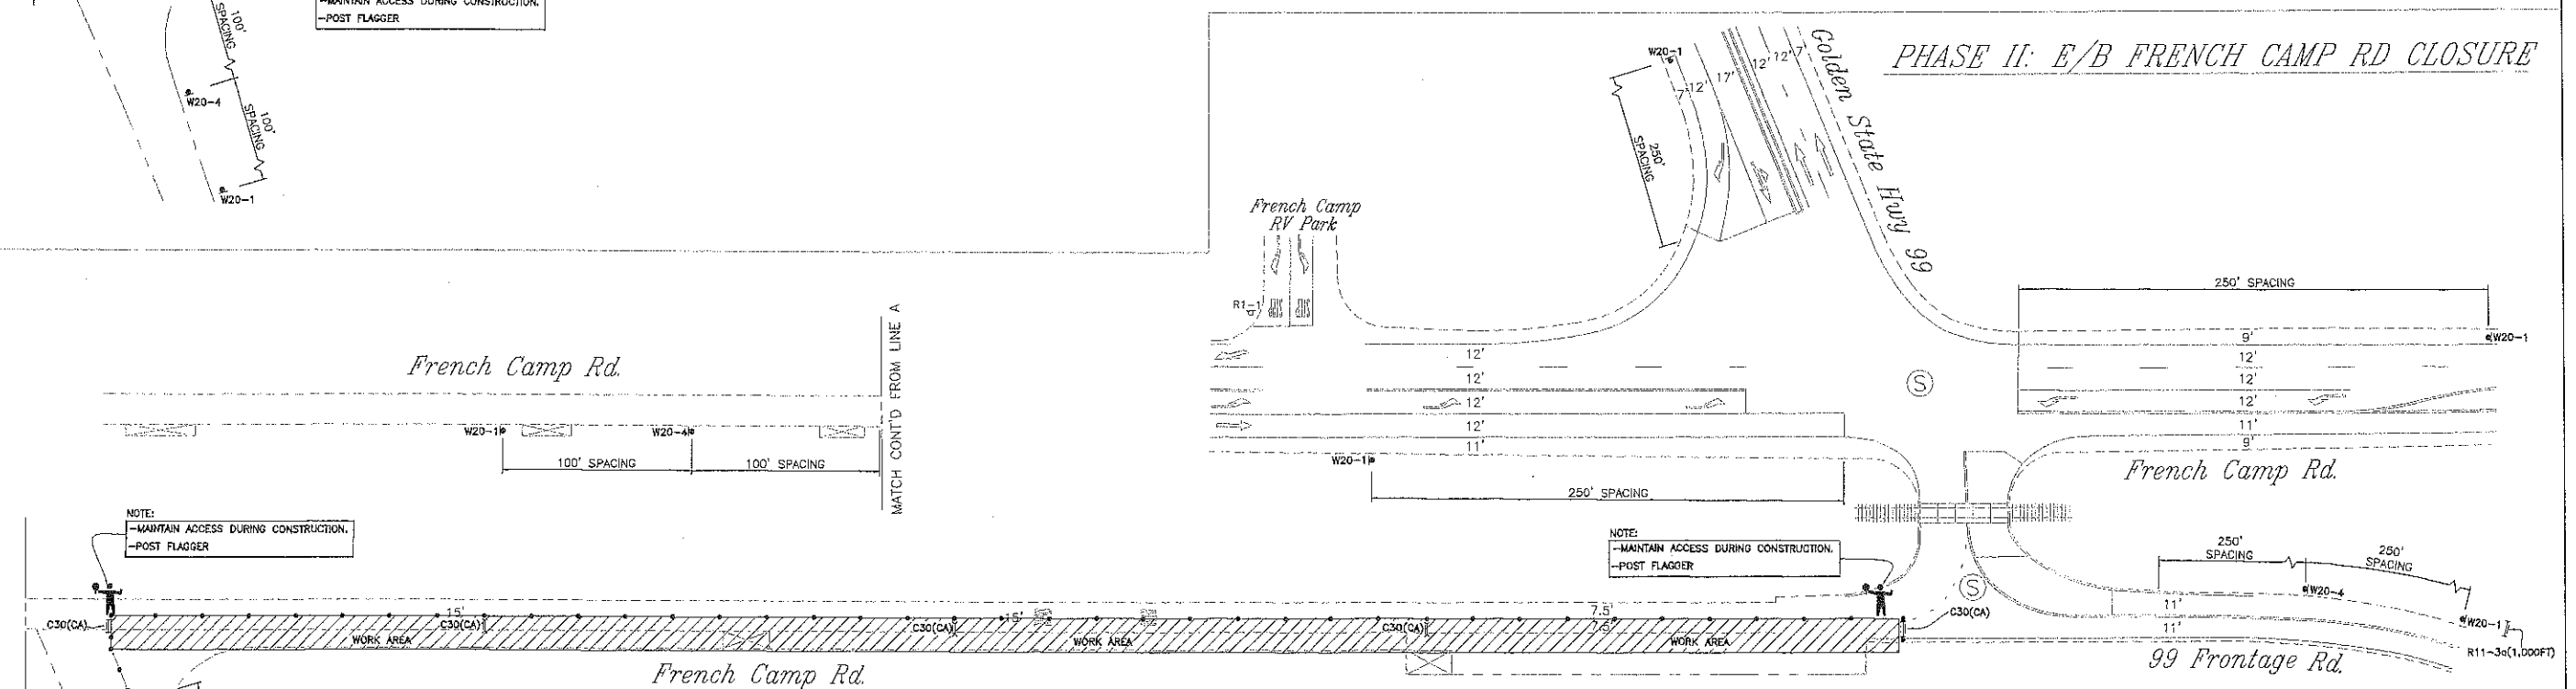 -MAINTAIN ACCESS DURING CONSTRUCTION.
-POST FLAGGER
100'
SPACING
W20-4
100'
SPACING
W20-1
PHASE II: E/B FRENCH CAMP RD CLOSURE
W20-1
7'
12'
17'
12'
12'
7'
Golden State Hwy 99
250'
SPACING
French Camp
RV Park
R1-1
STOP
250' SPACING
W20-1
French Camp Rd.
MATCH CONT'D FROM LINE A
W20-1
W20-4
100' SPACING
100' SPACING
12'
12'
12'
12'
11'
W20-1
250' SPACING
S
9'
12'
12'
12'
11'
9'
French Camp Rd.
NOTE:
-MAINTAIN ACCESS DURING CONSTRUCTION.
-POST FLAGGER
NOTE:
-MAINTAIN ACCESS DURING CONSTRUCTION.
-POST FLAGGER
S
250'
SPACING
250'
SPACING
W20-4
11'
11'
W20-1
R11-3a(1,000FT)
99 Frontage Rd.
C30(CA)
15'
C30(CA)
WORK AREA
C30(CA)
15'
WORK AREA
C30(CA)
7.5'
7.5'
WORK AREA
C30(CA)
French Camp Rd.